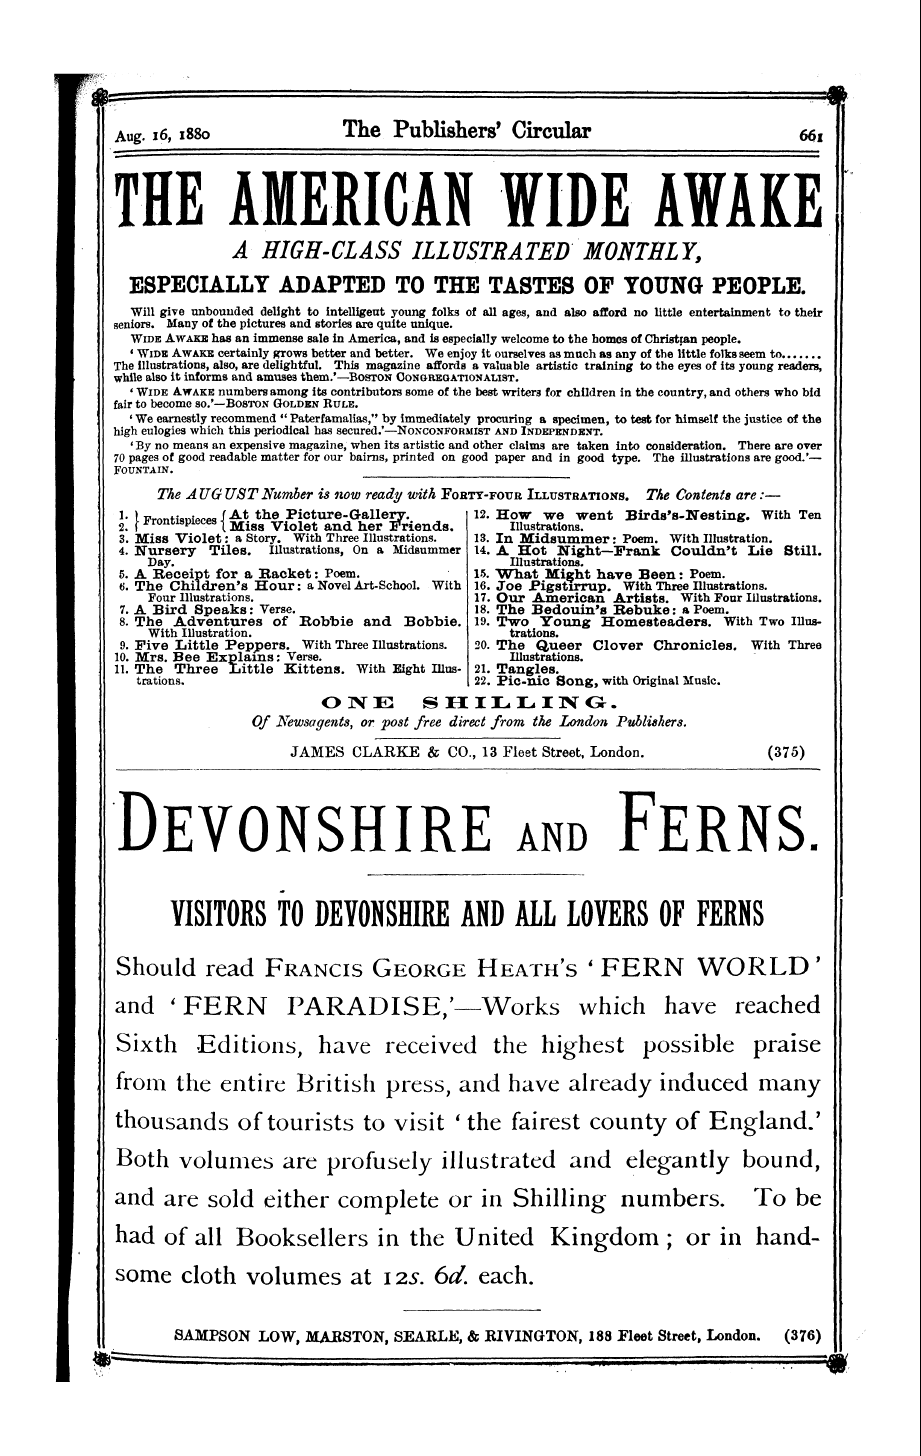 Aug. 16, 1880 The Publishers' Circular 661
THE AMERICAN WIDE AWAKE
A HIGH-CLASS ILLUSTRATED MONTHLY,
ESPECIALLY ADAPTED TO THE TASTES OF YOUNG PEOPLE.
Will give unbounded delight to intelligent young folks of all ages, and also afford no little entertainment to their
seniors. Many of the pictures and stories are quite unique.
WIDE AWAKE has an immense sale in America, and is especially welcome to the homes of Christian people.
'WIDE AWAKE certainly grows better and better. We enjoy it ourselves as much as any of the little folks seem to.......
The illustrations, also, are delightful. This magazine affords a valuable artistic training to the eyes of its young readers,
while also it informs and amuses them.'—BOSTON CONGREGATIONALIST.
'WIDE AWAKE numbers among its contributors some of the best writers for children in the country, and others who bid
fair to become so.'—BOSTON GOLDEN RULE.
'We earnestly recommend "Paterfamalias," by immediately procuring a specimen, to test for himself the justice of the
high eulogies which this periodical has secured.'—NONCONFORMIST AND INDEPENDENT.
'By no means an expensive magazine, when its artistic and other claims are taken into consideration. There are over
70 pages of good readable matter for our bairns, printed on good paper and in good type. The illustrations are good.'—
FOUNTAIN.
The AUGUST Number is now ready with FORTY-FOUR ILLUSTRATIONS. The Contents are:—
1. } Frontispieces { At the Picture-Gallery.
2. } { Miss Violet and her Friends.
3. Miss Violet: a Story. With Three Illustrations.
4. Nursery Tiles. Illustrations, On a Midsummer
Day.
5. A Receipt for a Racket: Poem.
6. The Children's Hour: a Novel Art-School. With
Four Illustrations.
7. A Bird Speaks: Verse.
8. The Adventures of Robbie and Bobbie.
With Illustration.
9. Five Little Peppers. With Three Illustrations.
10. Mrs. Bee Explains: Verse.
11. The Three Little Kittens. With Eight Illus-
trations.
12. How we went Birds's-Nesting. With Ten
Illustrations.
13. In Midsummer: Poem. With Illustration.
14. A Hot Night—Frank Couldn't Lie Still.
Illustrations.
15. What Might have Been: Poem.
16. Joe Pigstirrup. With Three Illustrations.
17. Our American Artists. With Four Illustrations.
18. The Bedouin's Rebuke: a Poem.
19. Two Young Homesteaders. With Two Illus-
trations.
20. The Queer Clover Chronicles. With Three
Illustrations.
21. Tangles.
22. Pic-nic Song, with Original Music.
ONE SHILLING.
Of Newsagents, or post free direct from the London Publishers.
JAMES CLARKE & CO., 13 Fleet Street, London. (375)
DEVONSHIRE AND FERNS.
VISITORS TO DEVONSHIRE AND ALL LOVERS OF FERNS
Should read FRANCIS GEORGE HEATH'S 'FERN WORLD'
and 'FERN PARADISE,'—Works which have reached
Sixth Editions, have received the highest possible praise
from the entire British press, and have already induced many
thousands of tourists to visit 'the fairest county of England.'
Both volumes are profusely illustrated and elegantly bound,
and are sold either complete or in Shilling numbers. To be
had of all Booksellers in the United Kingdom; or in hand-
some cloth volumes at 12s. 6d. each.
SAMPSON LOW, MARSTON, SEARLE, & RIVINGTON, 188 Fleet Street, London. (376)